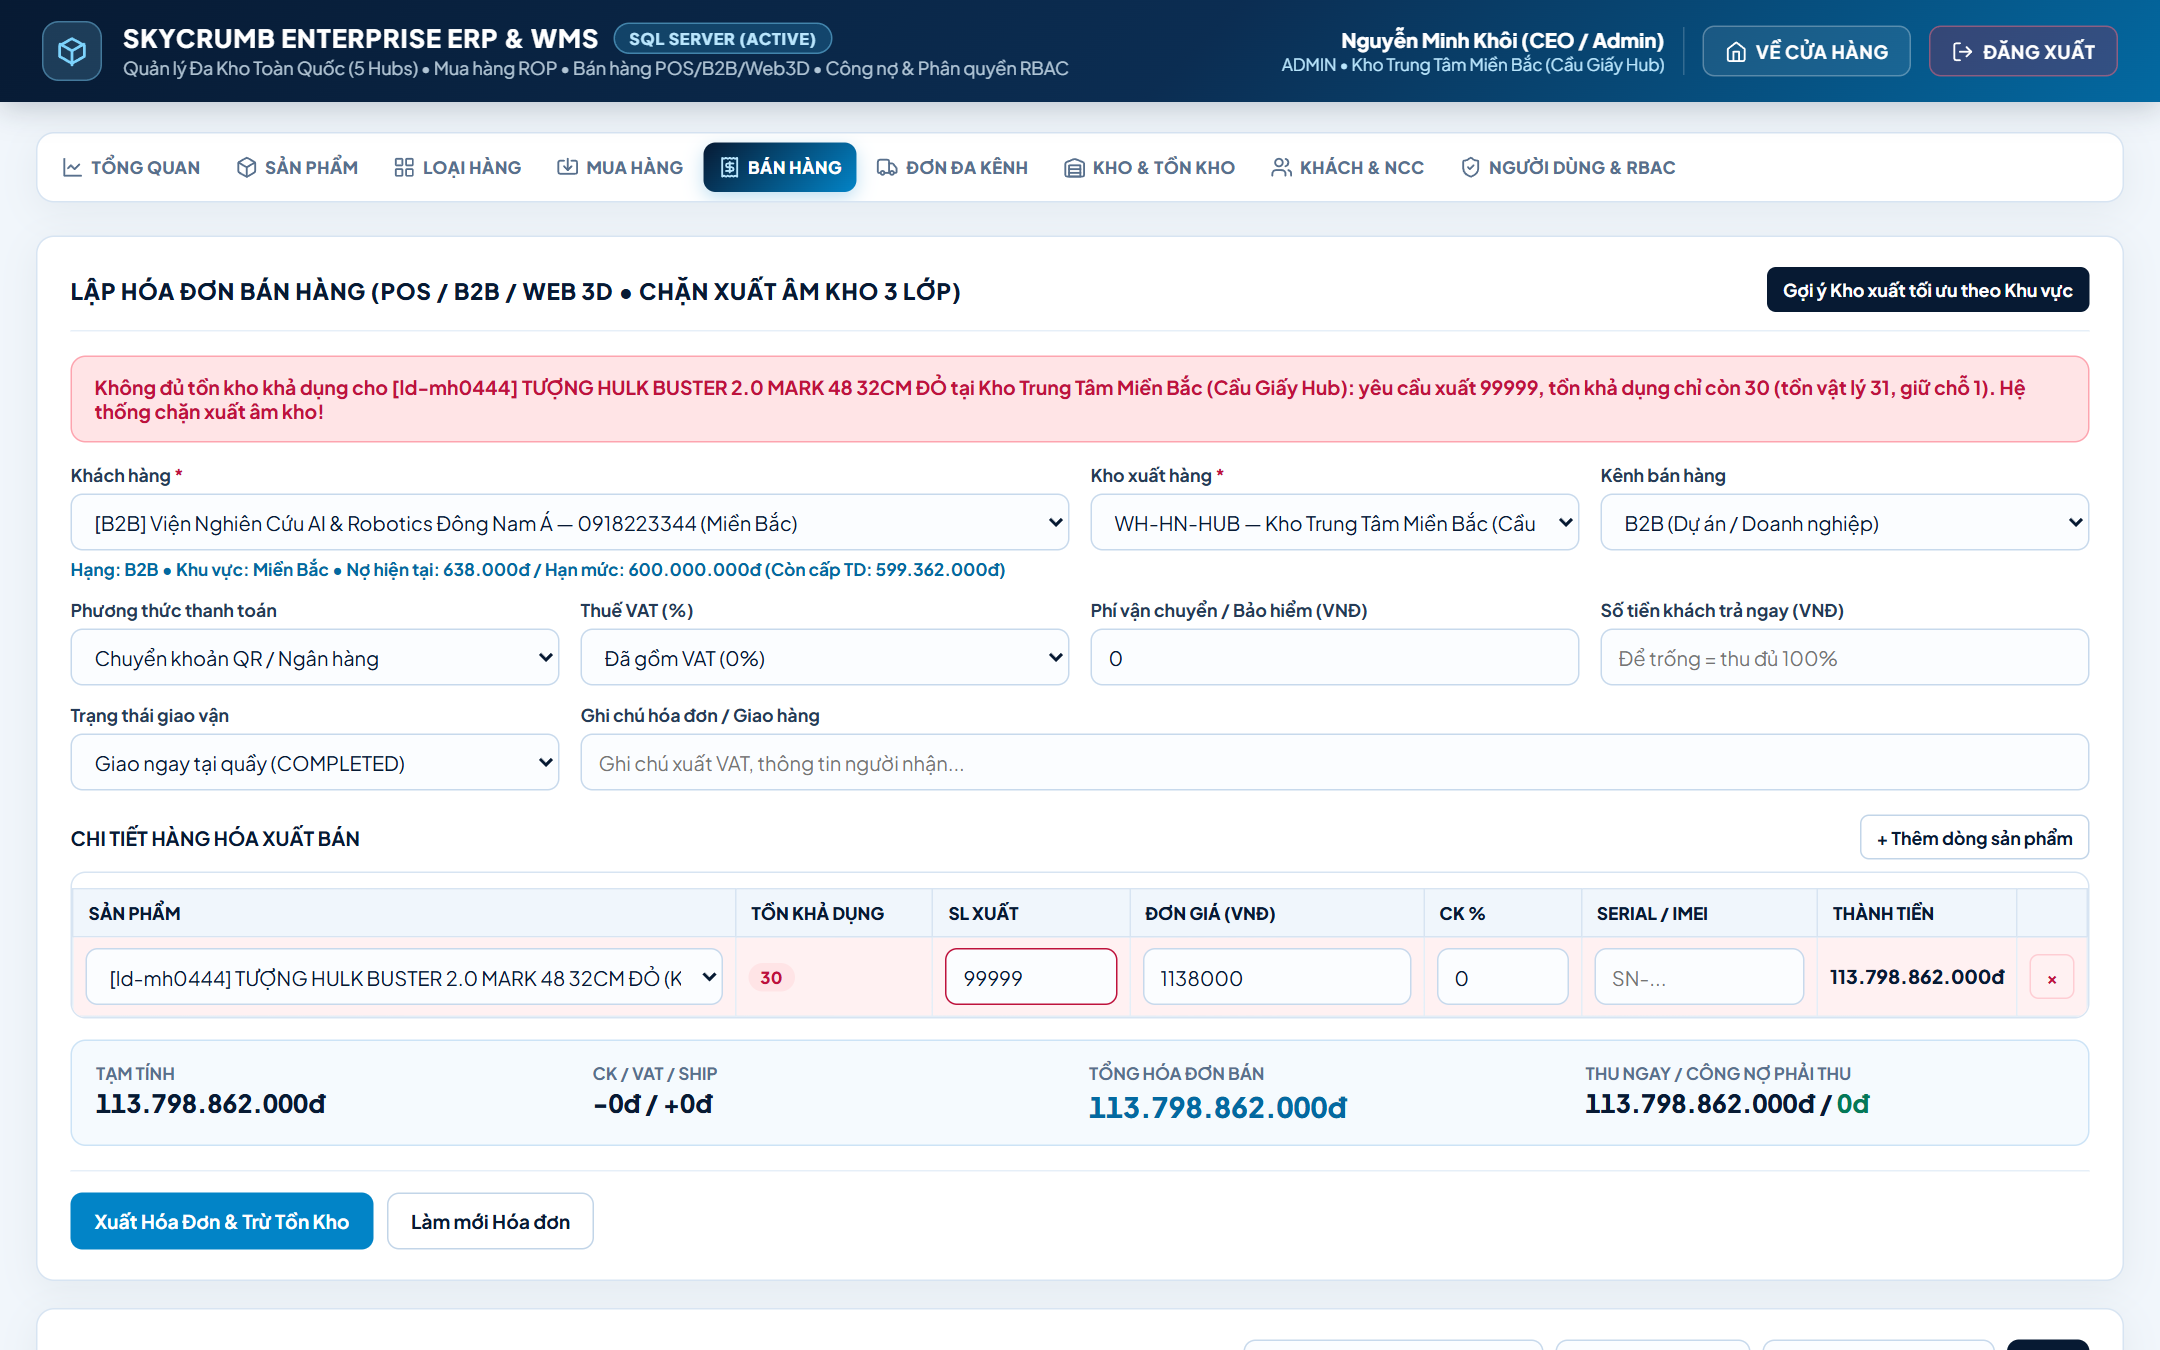 SKYCRUMB ENTERPRISE ERP & WMS SQL SERVER (ACTIVE)
Quản lý Đa Kho Toàn Quốc (5 Hubs) • Mua hàng ROP • Bán hàng POS/B2B/Web3D • Công nợ & Phân quyền RBAC
Nguyễn Minh Khôi (CEO / Admin)
ADMIN • Kho Trung Tâm Miền Bắc (Cầu Giấy Hub)
VỀ CỬA HÀNG
ĐĂNG XUẤT
TỔNG QUAN SẢN PHẨM LOẠI HÀNG MUA HÀNG BÁN HÀNG ĐƠN ĐA KÊNH KHO & TỒN KHO KHÁCH & NCC NGƯỜI DÙNG & RBAC
LẬP HÓA ĐƠN BÁN HÀNG (POS / B2B / WEB 3D ● CHẶN XUẤT ÂM KHO 3 LỚP)
Gợi ý Kho xuất tối ưu theo Khu vực
Không đủ tồn kho khả dụng cho [ld-mh0444] TƯỢNG HULK BUSTER 2.0 MARK 48 32CM ĐỎ tại Kho Trung Tâm Miền Bắc (Cầu Giấy Hub): yêu cầu xuất 99999, tồn khả dụng chỉ còn 30 (tồn vật lý 31, giữ chỗ 1). Hệ
thống chặn xuất âm kho!
Khách hàng * Kho xuất hàng * Kênh bán hàng
[B2B] Viện Nghiên Cứu AI & Robotics Đông Nam Á — 0918223344 (Miền Bắc) WH-HN-HUB — Kho Trung Tâm Miền Bắc (Cầu B2B (Dự án / Doanh nghiệp)
Hạng: B2B ● Khu vực: Miền Bắc ● Nợ hiện tại: 638.000đ / Hạn mức: 600.000.000đ (Còn cấp TD: 599.362.000đ)
Phương thức thanh toán Thuế VAT (%) Phí vận chuyển / Bảo hiểm (VNĐ) Số tiền khách trả ngay (VNĐ)
Chuyển khoản QR / Ngân hàng Đã gồm VAT (0%) 0 Để trống = thu đủ 100%
Trạng thái giao vận Ghi chú hóa đơn / Giao hàng
Giao ngay tại quầy (COMPLETED) Ghi chú xuất VAT, thông tin người nhận...
CHI TIẾT HÀNG HÓA XUẤT BÁN
+ Thêm dòng sản phẩm
SẢN PHẨM TỒN KHẢ DỤNG SL XUẤT ĐƠN GIÁ (VNĐ) CK % SERIAL / IMEI THÀNH TIỀN
[ld-mh0444] TƯỢNG HULK BUSTER 2.0 MARK 48 32CM ĐỎ (K 30 99999 1138000 0 SN-... 113.798.862.000đ ×
TẠM TÍNH CK / VAT / SHIP TỔNG HÓA ĐƠN BÁN THU NGAY / CÔNG NỢ PHẢI THU
113.798.862.000đ −0đ / +0đ 113.798.862.000đ 113.798.862.000đ / 0đ
Xuất Hóa Đơn & Trừ Tồn Kho Làm mới Hóa đơn